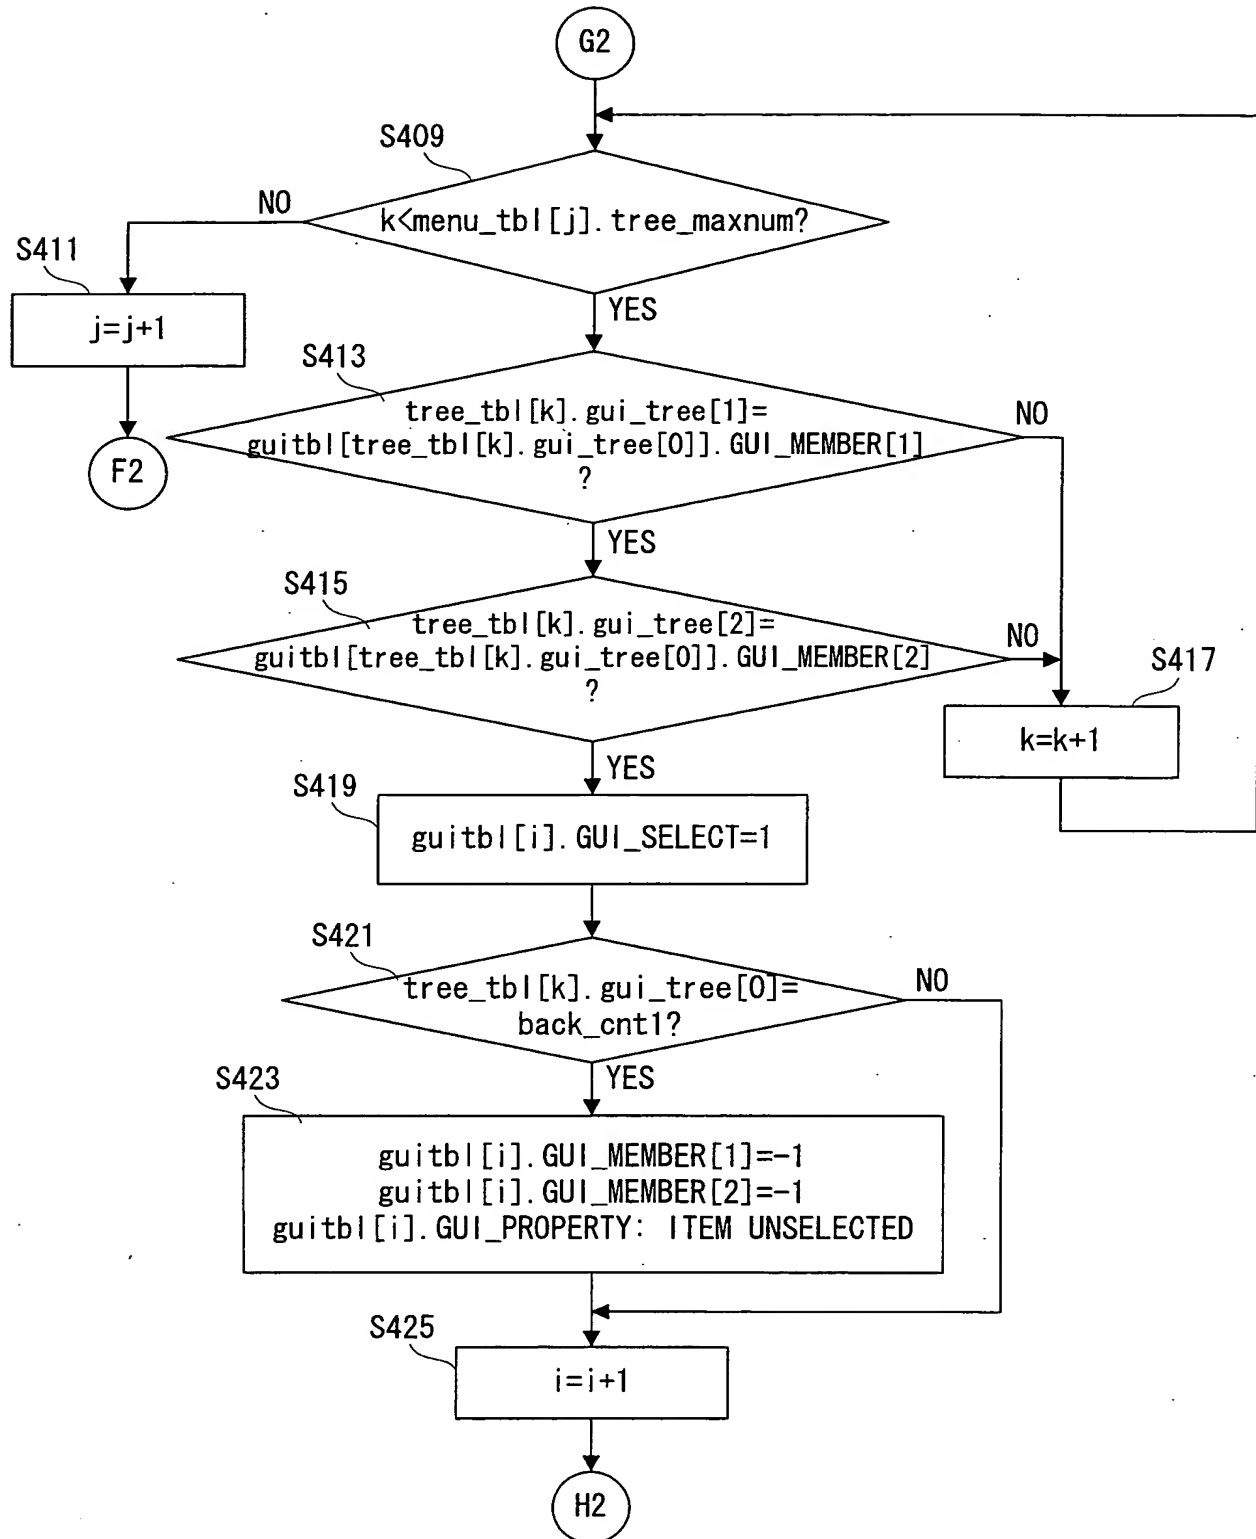 G2
S409
NO
k<menu_tbl[j].tree_maxnum?
S411
YES
j=j+1
S413
tree_tbl[k].gui_tree[1]=
NO
guitbl[tree_tbl[k].gui_tree[0]].GUI_MEMBER[1]
?
F2
YES
S415
tree_tbl[k].gui_tree[2]=
NO
guitbl[tree_tbl[k].gui_tree[0]].GUI_MEMBER[2]
?
S417
k=k+1
YES
S419
guitbl[i].GUI_SELECT=1
S421
tree_tbl[k].gui_tree[0]=
NO
back_cnt1?
YES
S423
guitbl[i].GUI_MEMBER[1]=-1
guitbl[i].GUI_MEMBER[2]=-1
guitbl[i].GUI_PROPERTY: ITEM UNSELECTED
S425
i=i+1
H2